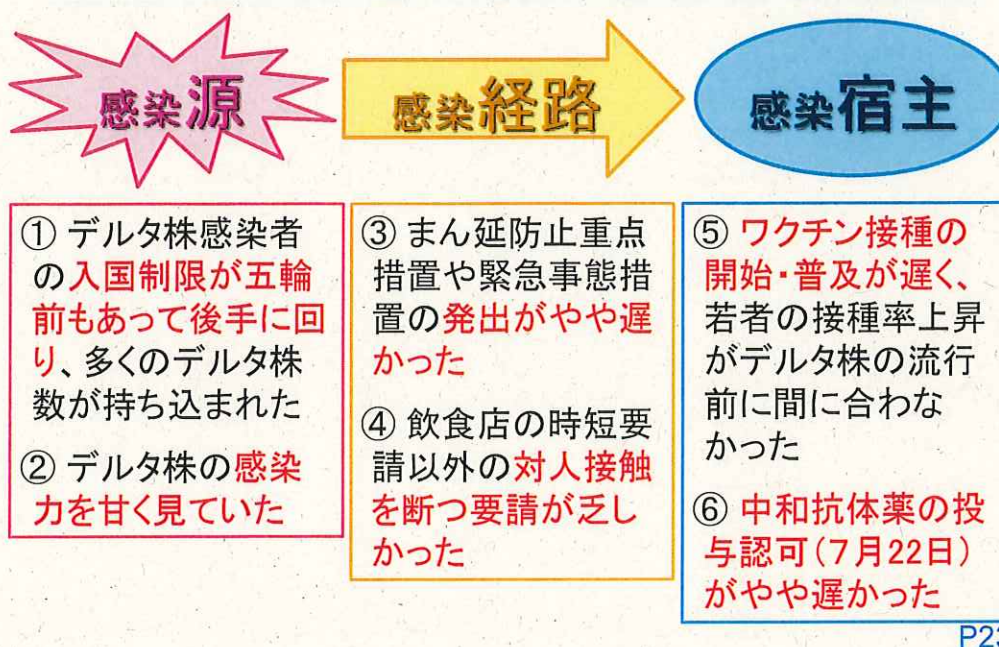 感染源
感染経路
感染宿主
① デルタ株感染者
の入国制限が五輪
前もあって後手に回
り、多くのデルタ株
数が持ち込まれた
② デルタ株の感染
力を甘く見ていた
③ まん延防止重点
措置や緊急事態措
置の発出がやや遅
かった
④ 飲食店の時短要
請以外の対人接触
を断つ要請が乏し
かった
⑤ ワクチン接種の
開始・普及が遅く、
若者の接種率上昇
がデルタ株の流行
前に間に合わな
かった
⑥ 中和抗体薬の投
与認可(7月22日)
がやや遅かった
P23